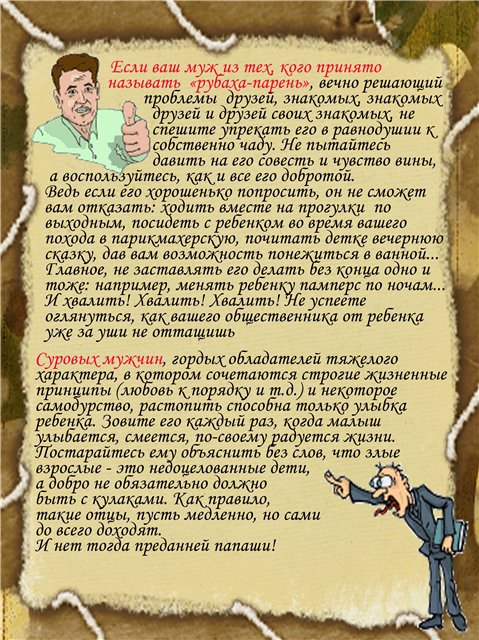 Если ваш муж из тех, кого принято
называть «рубаха-парень», вечно решающий
проблемы друзей, знакомых, знакомых
друзей и друзей своих знакомых, не
спешите упрекать его в равнодушии к
собственно чаду. Не пытайтесь
давить на его совесть и чувство вины,
а воспользуйтесь, как и все его добротой.
Ведь если его хорошенько попросить, он не сможет
вам отказать: ходить вместе на прогулки по
выходным, посидеть с ребенком во время вашего
похода в парикмахерскую, почитать детке вечернюю
сказку, дав вам возможность понежиться в ванной...
Главное, не заставлять его делать без конца одно и
тоже: например, менять ребенку памперс по ночам...
И хвалить! Хвалить! Хвалить! Не успеете
оглянуться, как вашего общественника от ребенка
уже за уши не оттащишь
Суровых мужчин, гордых обладателей тяжелого
характера, в котором сочетаются строгие жизненные
принципы (любовь к порядку и т.д.) и некоторое
самодурство, растопить способна только улыбка
ребенка. Зовите его каждый раз, когда малыш
улыбается, смеется, по-своему радуется жизни.
Постарайтесь ему объяснить без слов, что злые
взрослые - это недоцелованные дети,
а добро не обязательно должно
быть с кулаками. Как правило,
такие отцы, пусть медленно, но сами
до всего доходят.
И нет тогда преданней папаши!